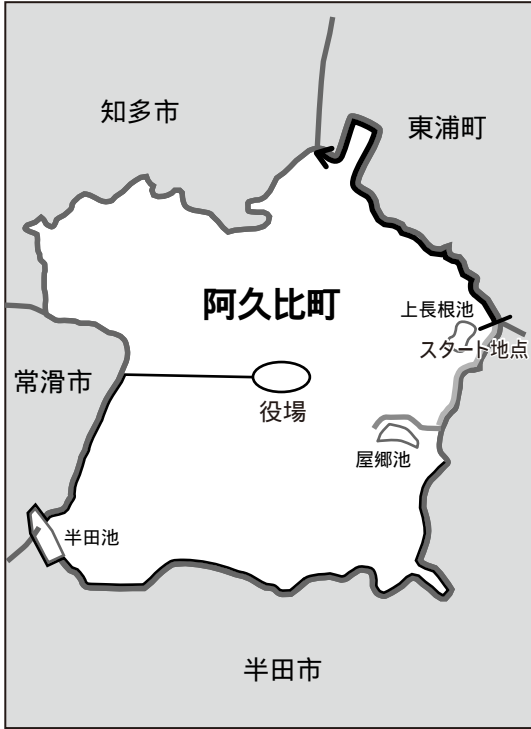 知多市
東浦町
阿久比町
上長根池
スタート地点
常滑市
役場
屋郷池
半田池
半田市